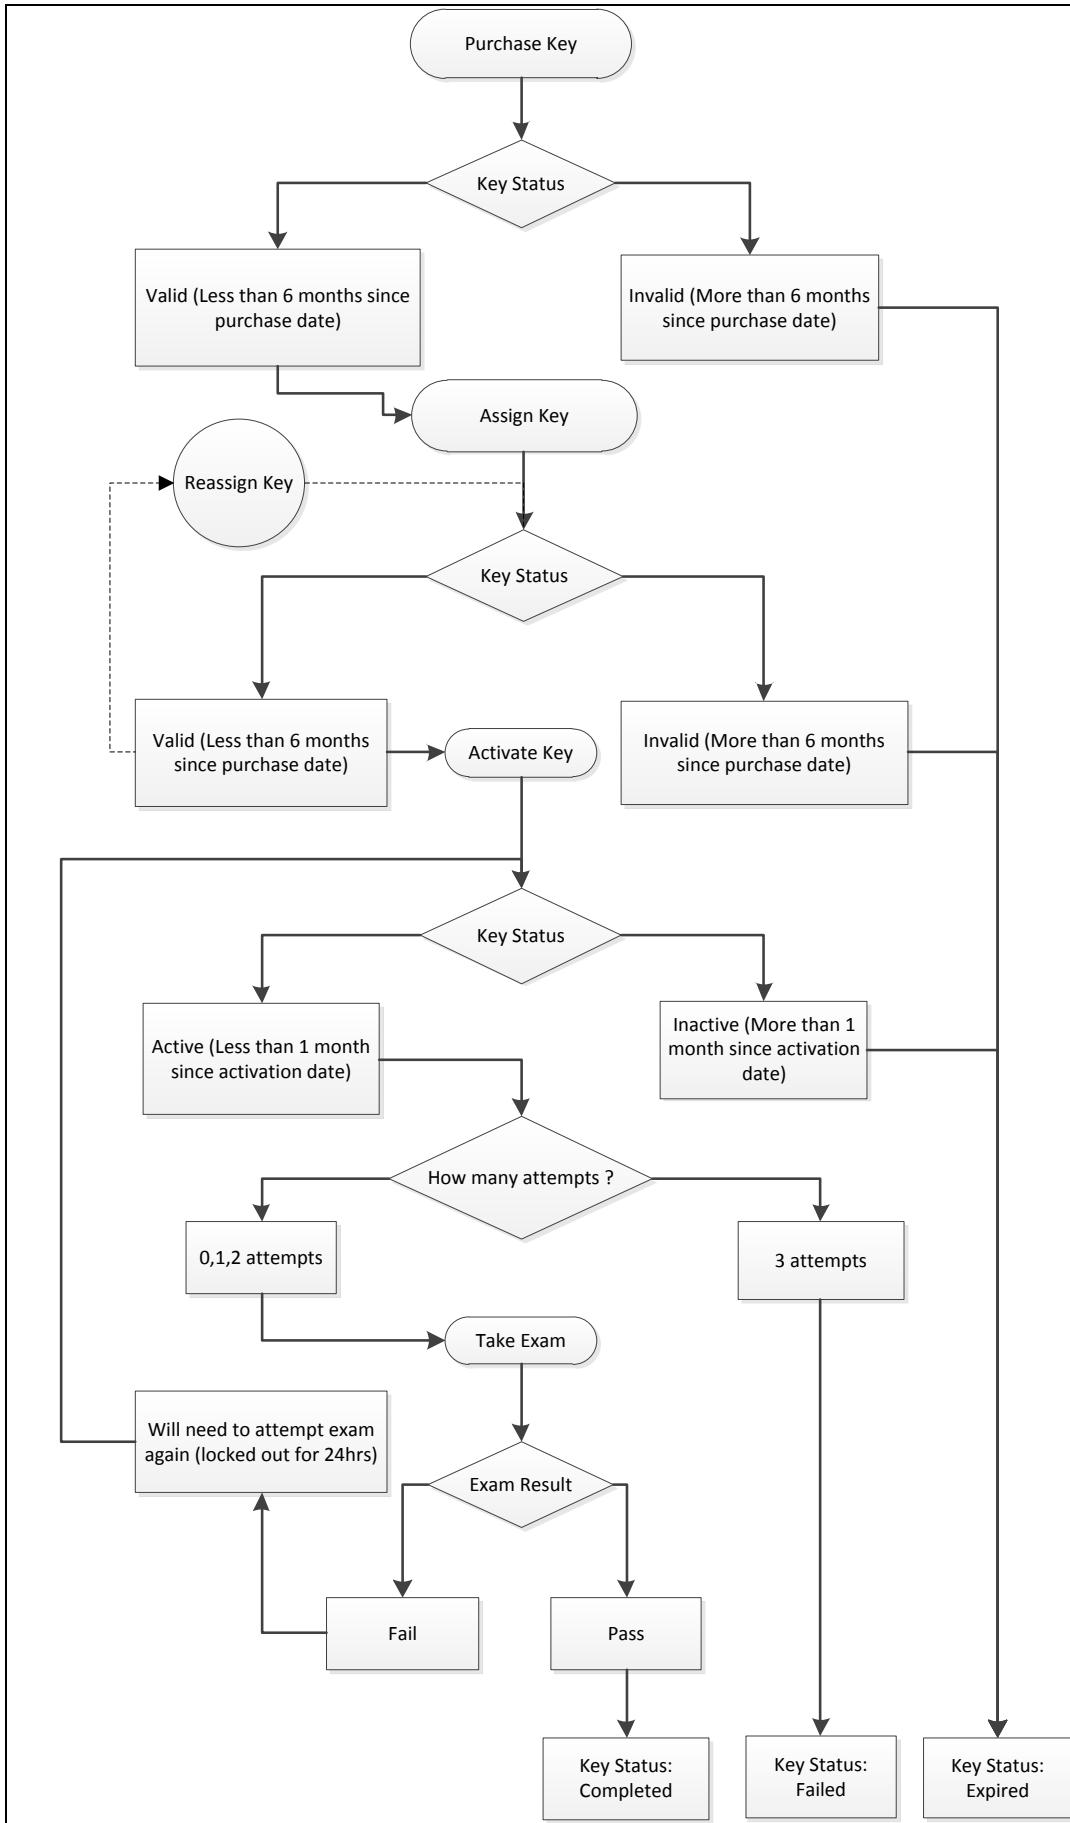 Purchase Key
Key Status
Valid (Less than 6 months since
purchase date)
Invalid (More than 6 months
since purchase date)
Assign Key
Reassign Key
Key Status
Valid (Less than 6 months
since purchase date)
Activate Key
Invalid (More than 6 months
since purchase date)
Key Status
Active (Less than 1 month
since activation date)
Inactive (More than 1
month since activation
date)
How many attempts ?
0,1,2 attempts
3 attempts
Take Exam
Will need to attempt exam
again (locked out for 24hrs)
Exam Result
Fail
Pass
Key Status:
Completed
Key Status:
Failed
Key Status:
Expired